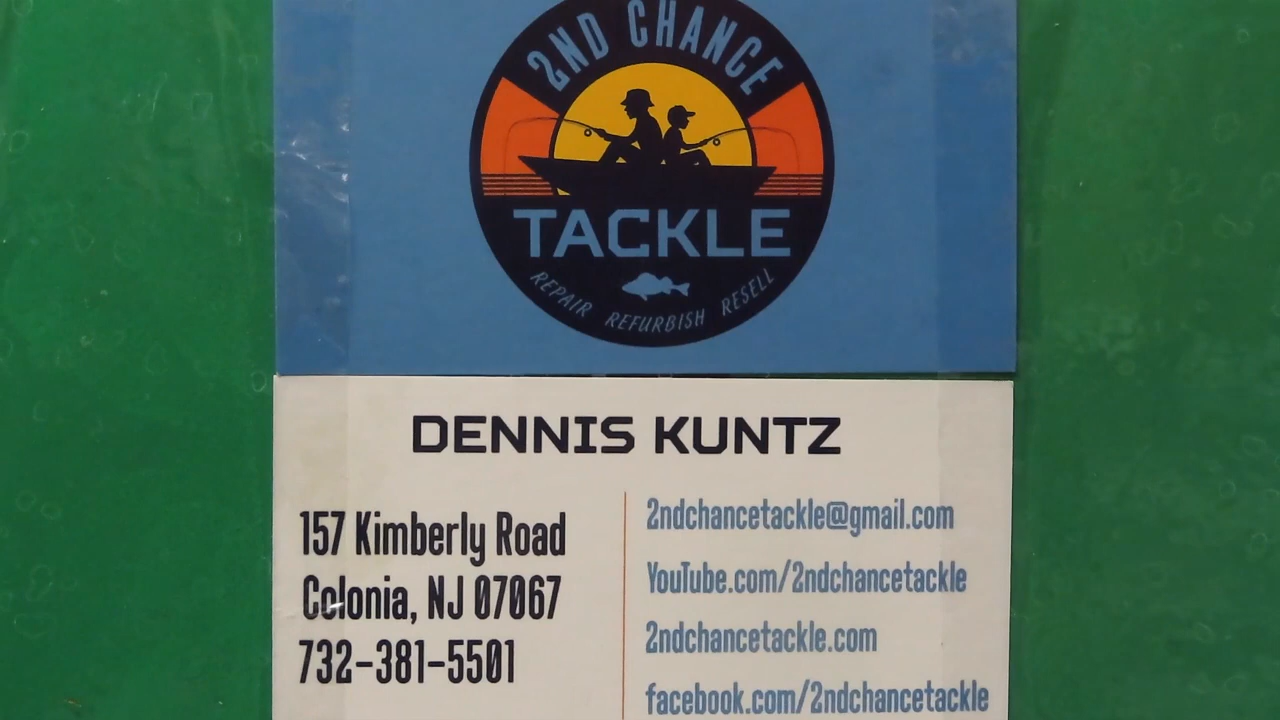 2ND CHANCE
TACKLE
REPAIR REFURBISH RESELL
DENNIS KUNTZ
157 Kimberly Road
Colonia, NJ 07067
732-381-5501
2ndchancetackle@gmail.com
YouTube.com/2ndchancetackle
2ndchancetackle.com
facebook.com/2ndchancetackle